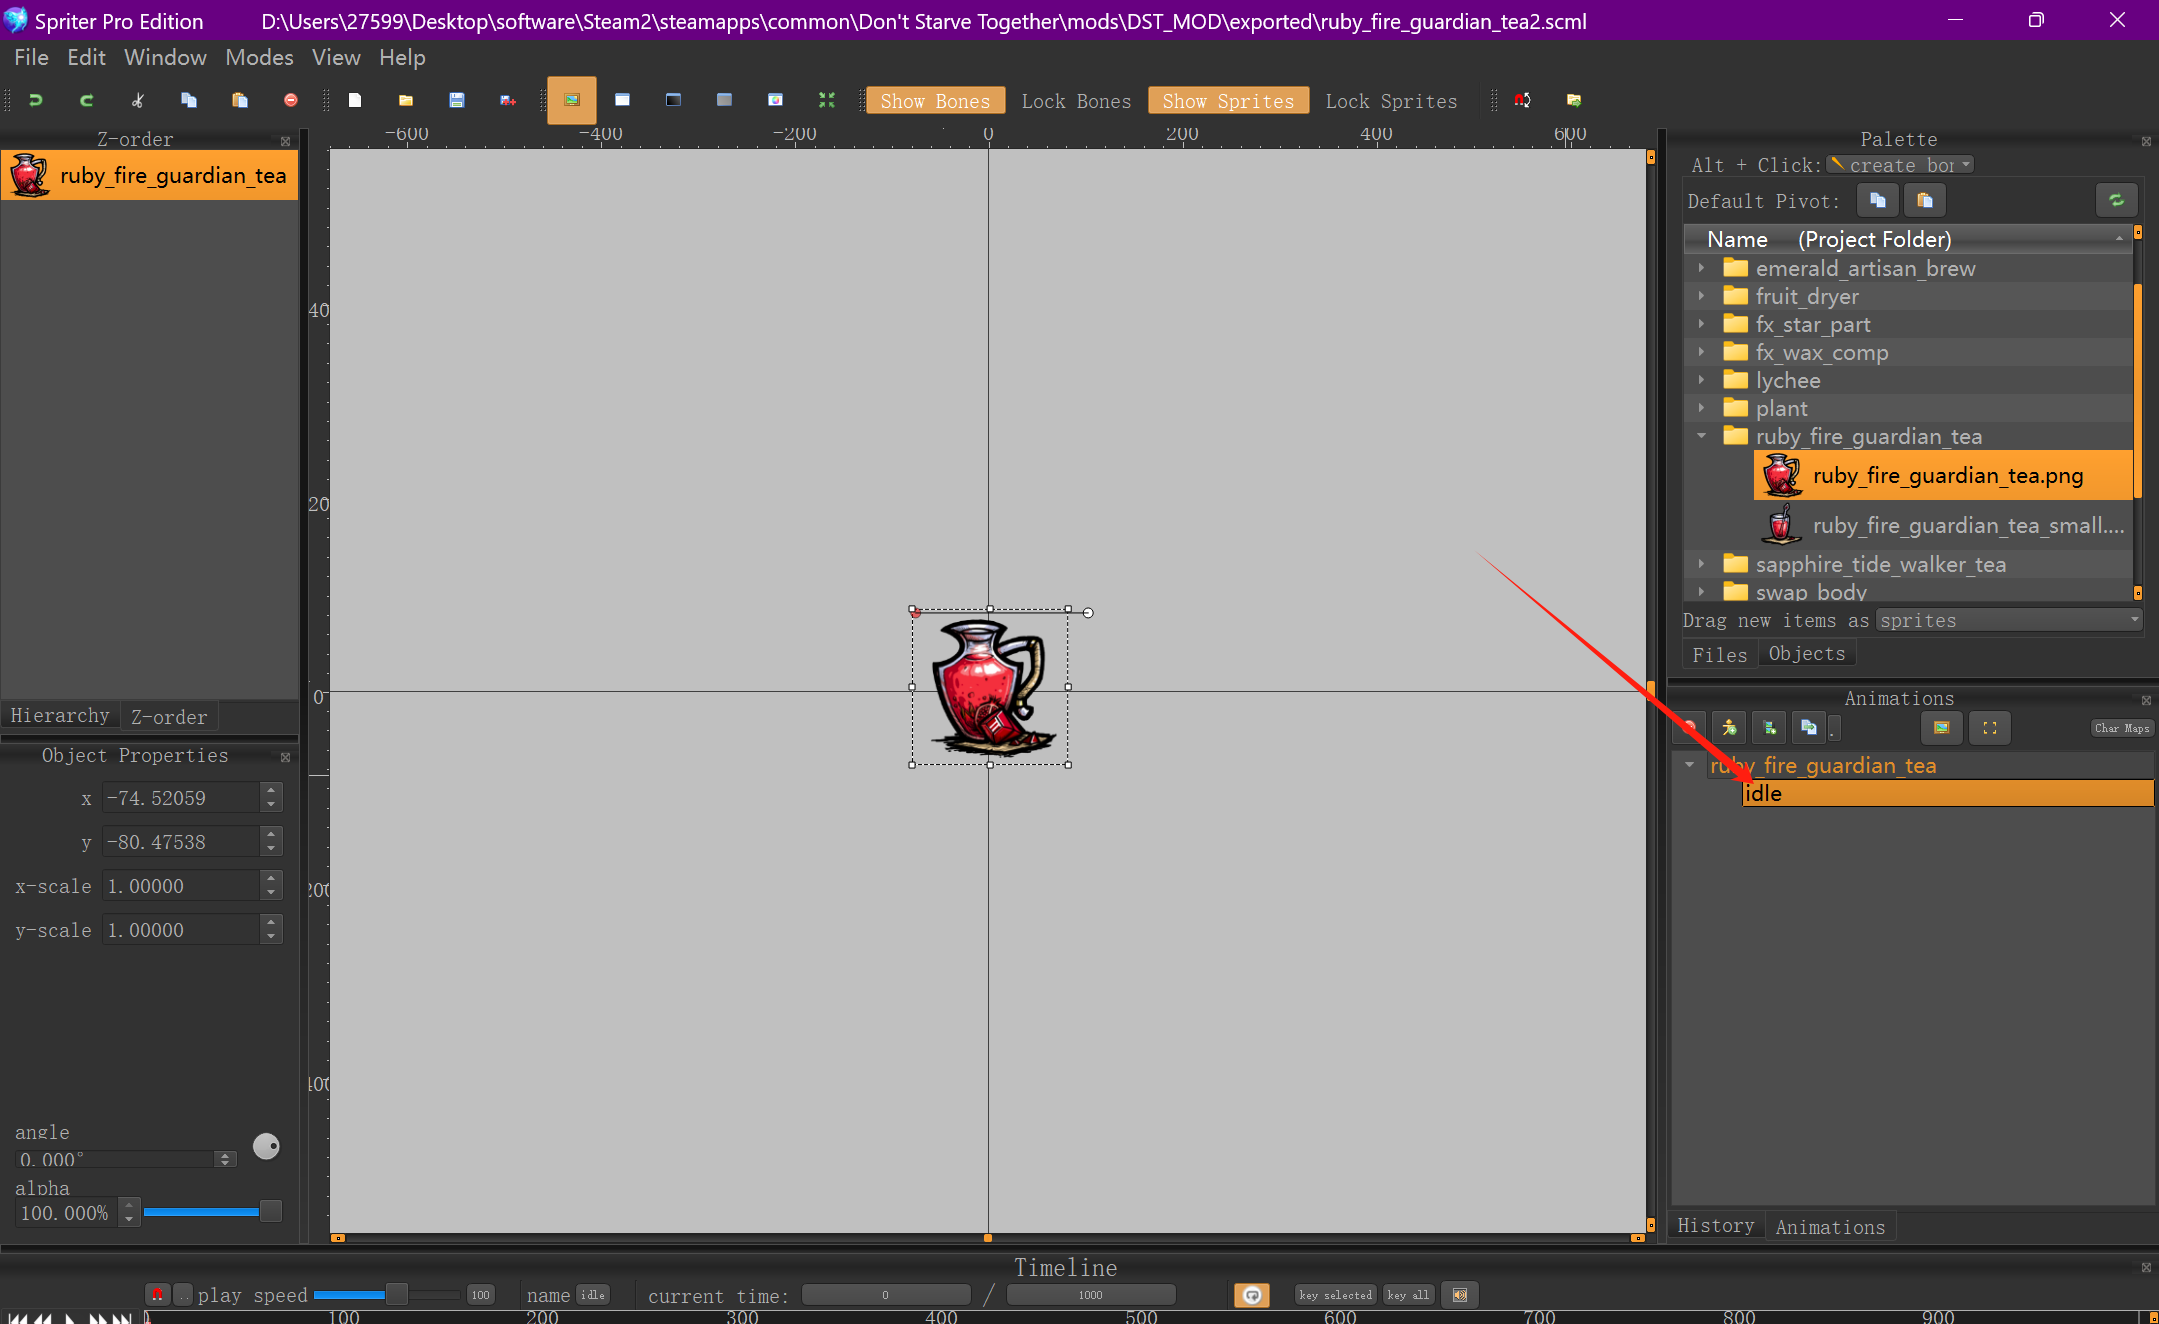 Spriter Pro Edition D:\Users\27599\Desktop\software\Steam2\steamapps\common\Don't Starve Together\mods\DST_MOD\exported\ruby_fire_guardian_tea2.scml
File Edit Window Modes View Help
Show Bones Lock Bones Show Sprites Lock Sprites
Z-order
ruby_fire_guardian_tea
Hierarchy Z-order
Object Properties
x -74.52059
y -80.47538
x-scale 1.00000
y-scale 1.00000
angle
0.000°
alpha
100.000%
-600 -400 -200 0 200 400 600
0
Palette
Alt + Click: create bo
Default Pivot:
Name (Project Folder)
emerald_artisan_brew
fruit_dryer
fx_star_part
fx_wax_comp
lychee
plant
ruby_fire_guardian_tea
ruby_fire_guardian_tea.png
ruby_fire_guardian_tea_small....
sapphire_tide_walker_tea
swap_body
Drag new items as sprites
Files Objects
Animations
Char Maps
ruby_fire_guardian_tea
idle
History Animations
Timeline
play speed 100 name idle current time: 0 / 1000 key selected key all
100 200 300 400 500 600 700 800 900